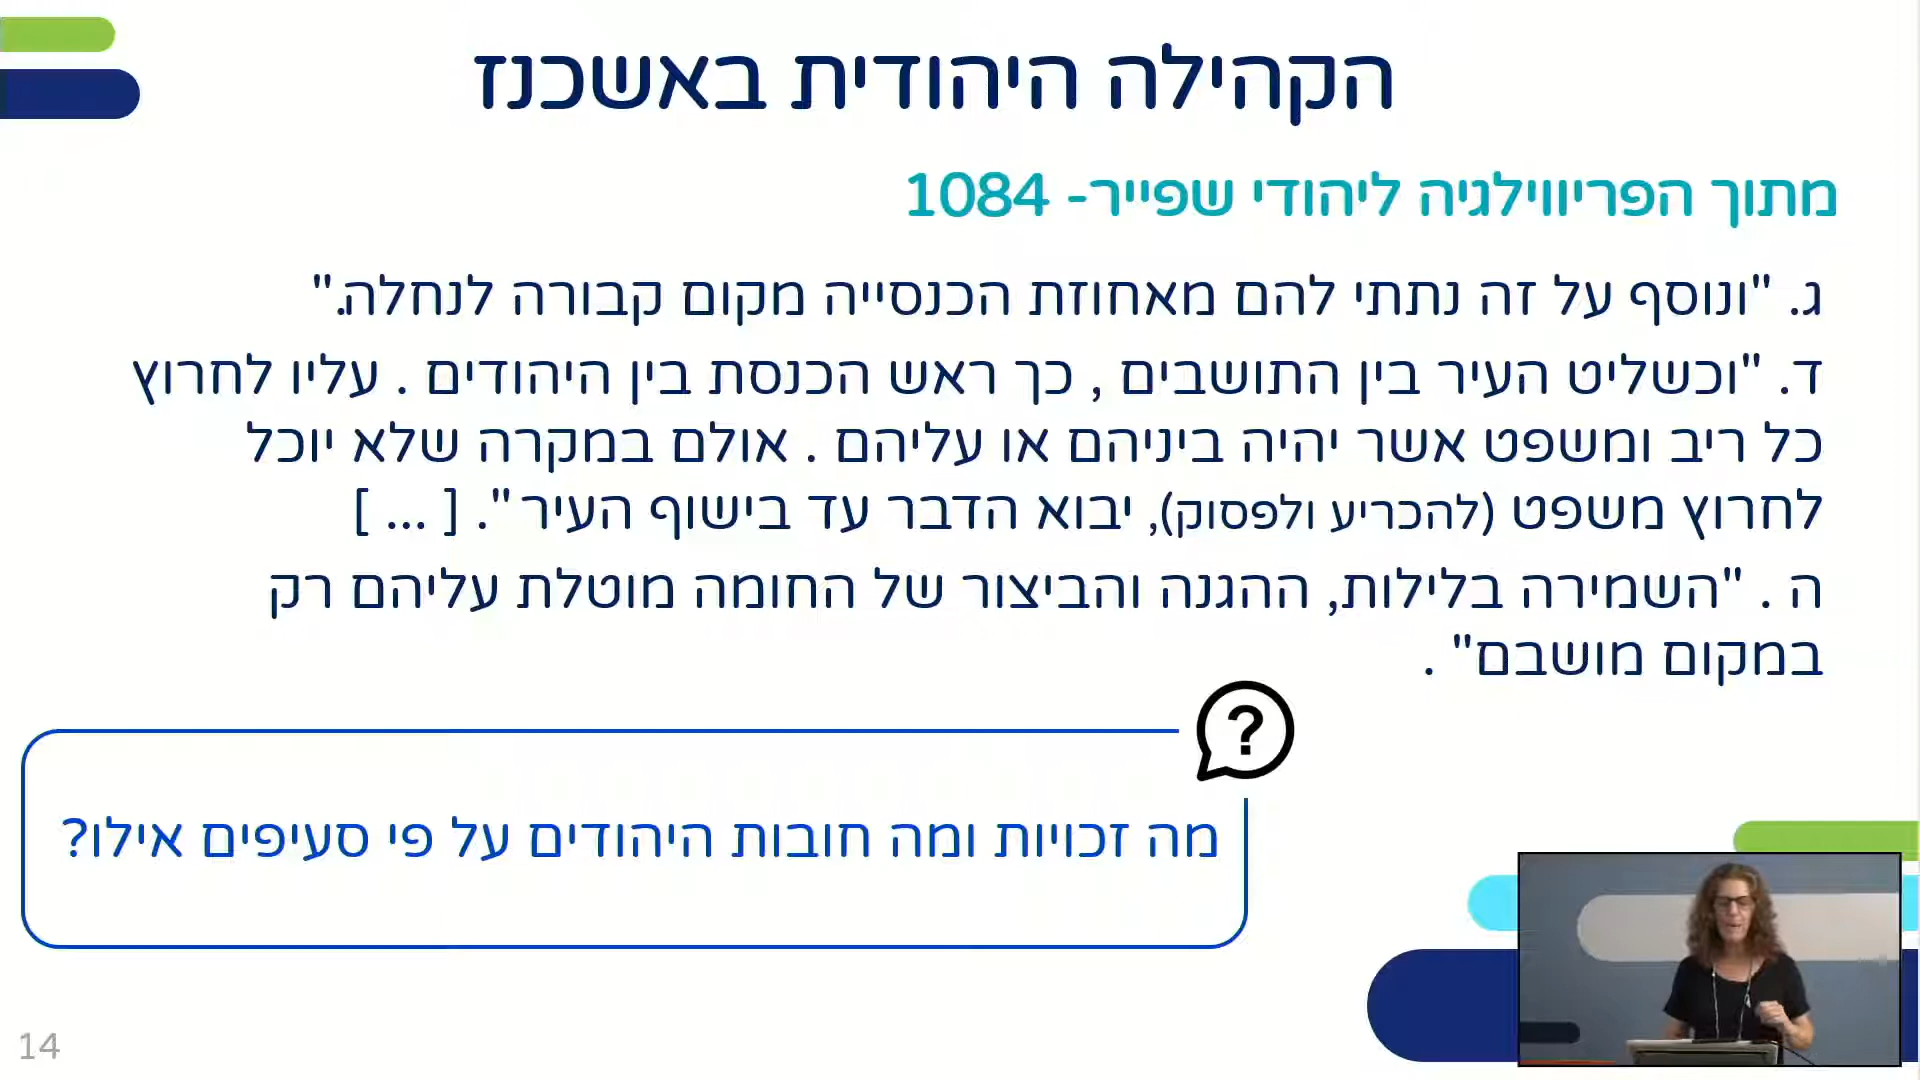 הקהילה היהודית באשכנז
מתוך הפריווילגיה ליהודי שפייר- 1084
ג. "ונוסף על זה נתתי להם מאחוזת הכנסייה מקום קבורה לנחלה."
ד. "וכשליט העיר בין התושבים , כך ראש הכנסת בין היהודים . עליו לחרוץ
כל ריב ומשפט אשר יהיה ביניהם או עליהם . אולם במקרה שלא יוכל
לחרוץ משפט (להכריע ולפסוק), יבוא הדבר עד בישוף העיר". [ ... ]
ה . "השמירה בלילות, ההגנה והביצור של החומה מוטלת עליהם רק
במקום מושבם" .
?
מה זכויות ומה חובות היהודים על פי סעיפים אילו?
14